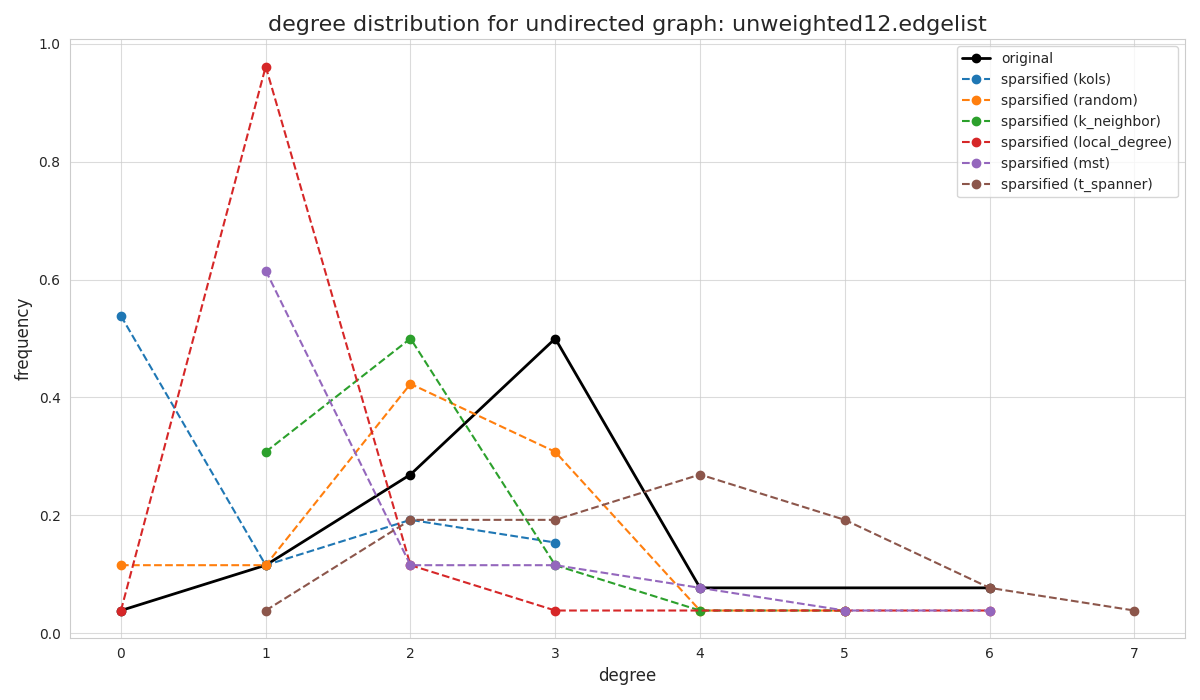 degree distribution for undirected graph: unweighted12.edgelist
original
sparsified (kols)
sparsified (random)
sparsified (k_neighbor)
sparsified (local_degree)
sparsified (mst)
sparsified (t_spanner)
frequency
1.0
0.8
0.6
0.4
0.2
0.0
0 1 2 3 4 5 6 7
degree